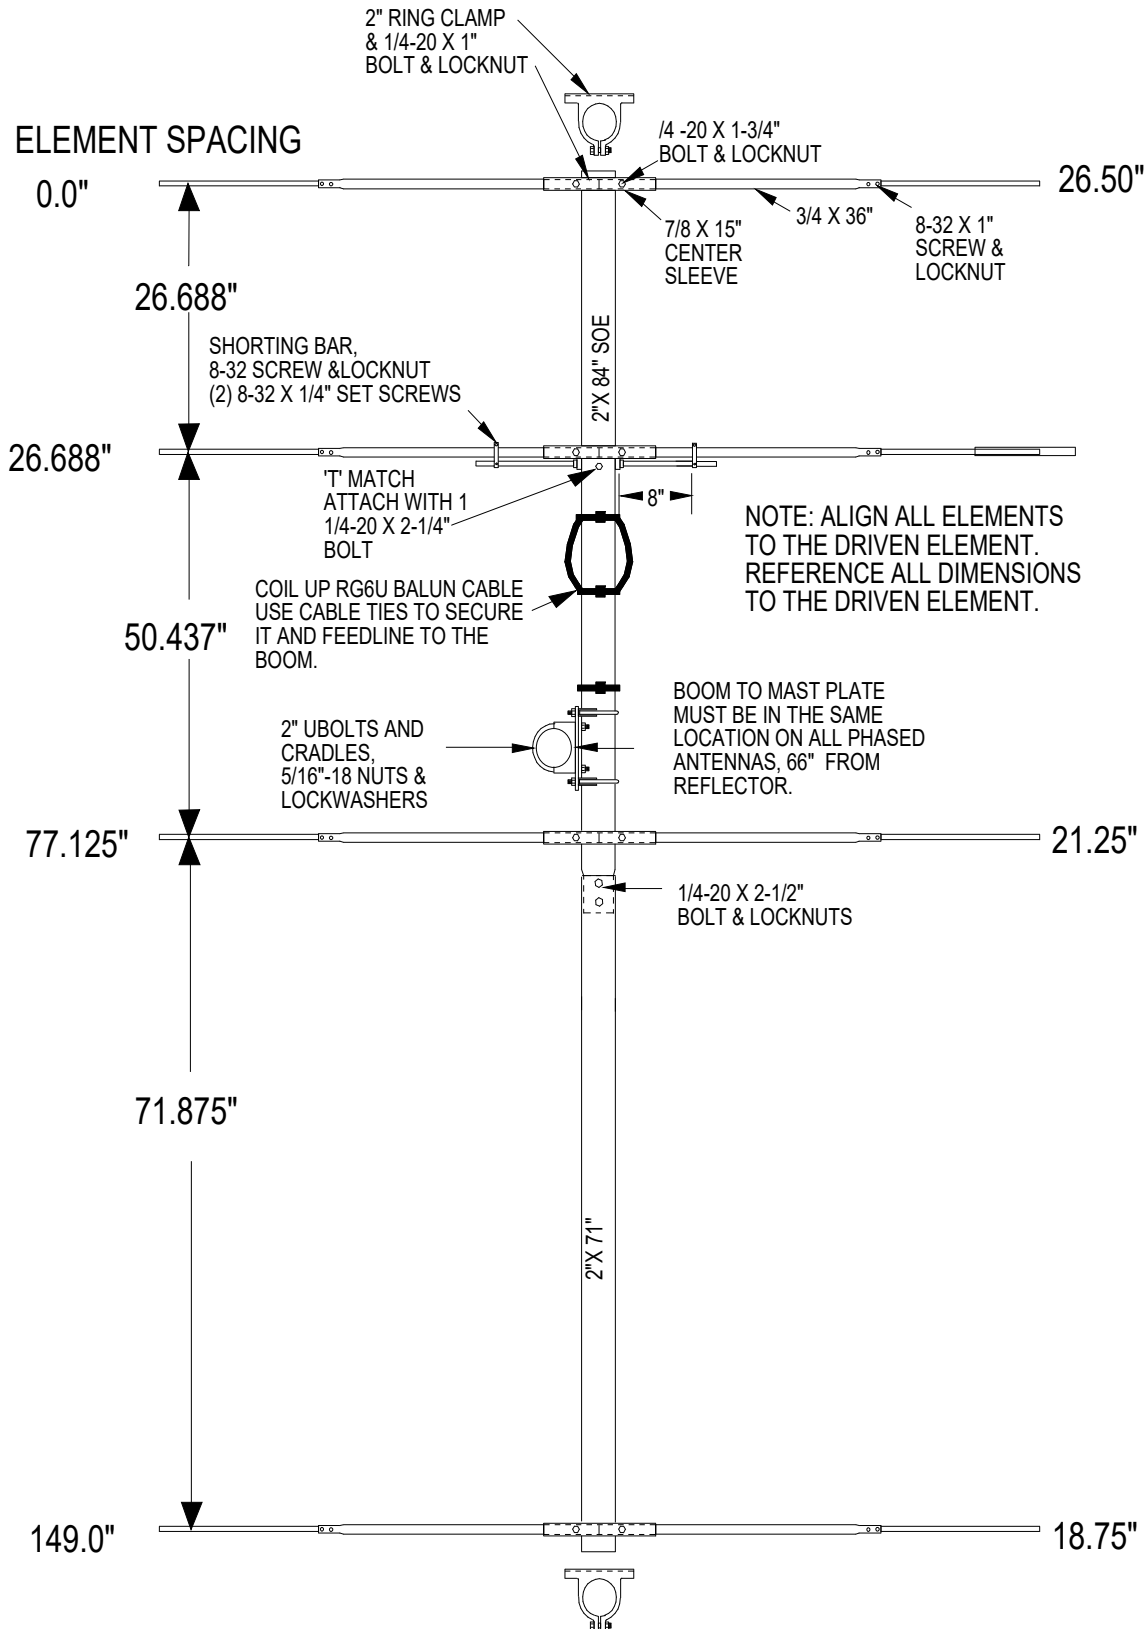 2" RING CLAMP
& 1/4-20 X 1"
BOLT & LOCKNUT
ELEMENT SPACING
/4 -20 X 1-3/4"
BOLT & LOCKNUT
0.0"
26.50"
3/4 X 36"
7/8 X 15"
CENTER
SLEEVE
8-32 X 1"
SCREW &
LOCKNUT
26.688"
2"X 84" SOE
SHORTING BAR,
8-32 SCREW &LOCKNUT
(2) 8-32 X 1/4" SET SCREWS
26.688"
'T' MATCH
ATTACH WITH 1
1/4-20 X 2-1/4"
BOLT
8"
NOTE: ALIGN ALL ELEMENTS
TO THE DRIVEN ELEMENT.
REFERENCE ALL DIMENSIONS
TO THE DRIVEN ELEMENT.
COIL UP RG6U BALUN CABLE
USE CABLE TIES TO SECURE
IT AND FEEDLINE TO THE
BOOM.
50.437"
BOOM TO MAST PLATE
MUST BE IN THE SAME
LOCATION ON ALL PHASED
ANTENNAS, 66" FROM
REFLECTOR.
2" UBOLTS AND
CRADLES,
5/16"-18 NUTS &
LOCKWASHERS
77.125"
21.25"
1/4-20 X 2-1/2"
BOLT & LOCKNUTS
71.875"
2"X 71"
149.0"
18.75"